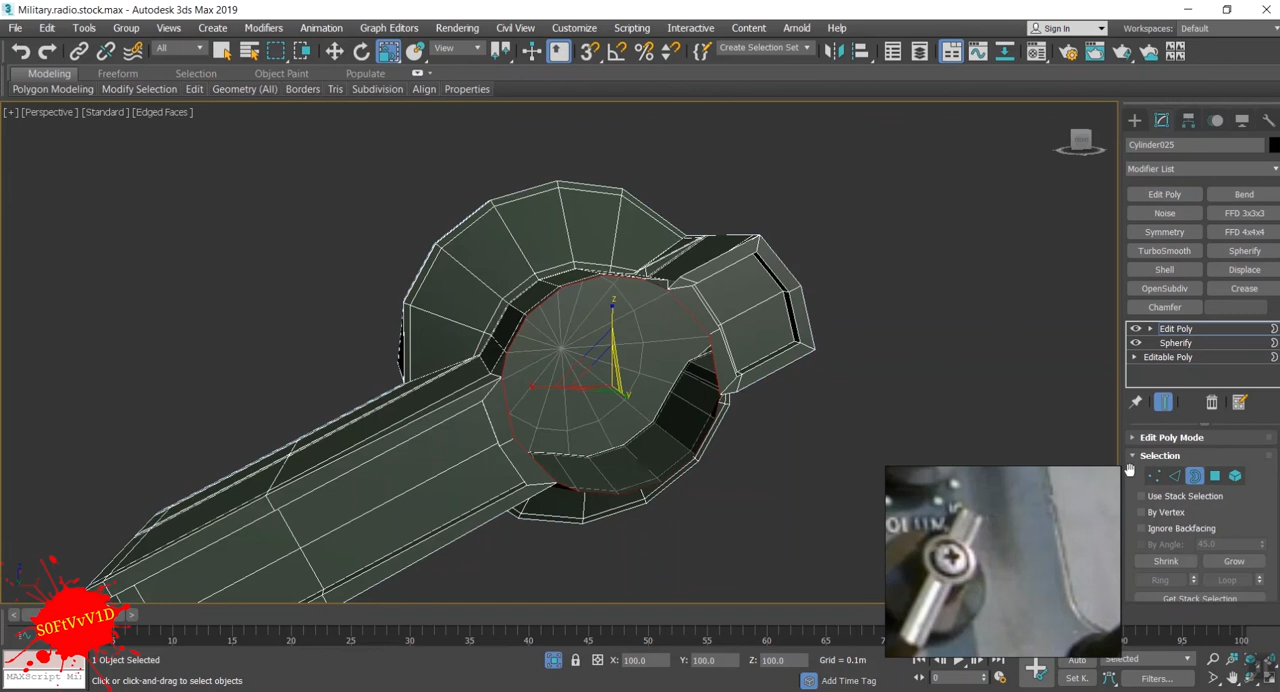 Military.radio.stock.max - Autodesk 3ds Max 2019
File Edit Tools Group Views Create Modifiers Animation Graph Editors Rendering Civil View Customize Scripting Interactive Content Arnold Help
Sign In Workspaces: Default
All View Create Selection Set
Modeling Freeform Selection Object Paint Populate
Polygon Modeling Modify Selection Edit Geometry (All) Borders Tris Subdivision Align Properties
[+] [Perspective ] [Standard ] [Edged Faces ]
Cylinder025
Modifier List
Edit Poly Bend
Noise FFD 3x3x3
Symmetry FFD 4x4x4
TurboSmooth Spherify
Shell Displace
OpenSubdiv Crease
Chamfer
Edit Poly
Spherify
Editable Poly
Edit Poly Mode
Selection
Use Stack Selection
By Vertex
Ignore Backfacing
By Angle: 45.0
Shrink Grow
Ring Loop
Get Stack Selection
z
y
S0FtVvV1D
10 15 20 25 30 35 40 45 50 55 60 65 70 90 95 100
1 Object Selected X: 100.0 Y: 100.0 Z: 100.0 Grid = 0.1m Auto Selected
MAXScript Mi Click or click-and-drag to select objects Add Time Tag 0 Set K. Filters...